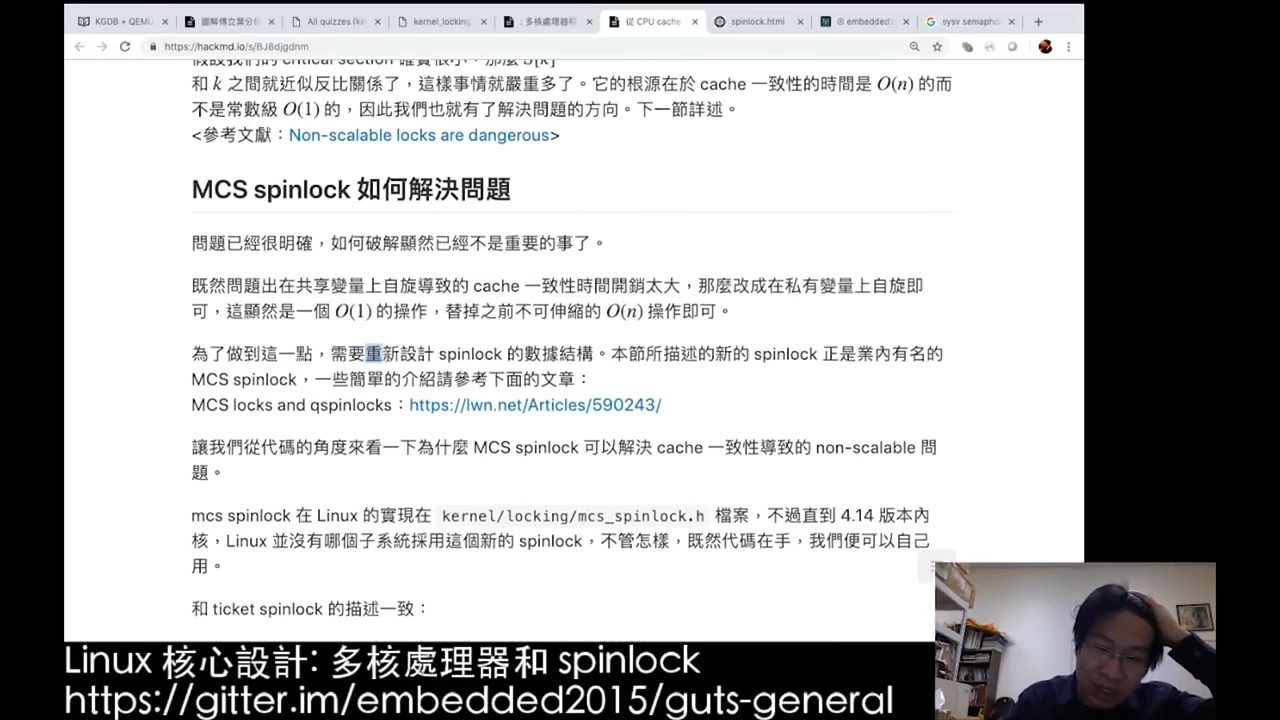 KGDB + QEMU
圖解傅立葉分析
All quizzes (ke
kernel_locking
: 多核處理器和
從 CPU cache
spinlock.html
embedded2
sysv semapho
https://hackmd.io/s/BJ8djgdnm
假設我們的 critical section 確實很小，那麼 S[k]
和 k 之間就近似反比關係了，這樣事情就嚴重多了。它的根源在於 cache 一致性的時間是 O(n) 的而
不是常數級 O(1) 的，因此我們也就有了解決問題的方向。下一節詳述。
<參考文獻：Non-scalable locks are dangerous>
MCS spinlock 如何解決問題
問題已經很明確，如何破解顯然已經不是重要的事了。
既然問題出在共享變量上自旋導致的 cache 一致性時間開銷太大，那麼改成在私有變量上自旋即
可，這顯然是一個 O(1) 的操作，替掉之前不可伸縮的 O(n) 操作即可。
為了做到這一點，需要重新設計 spinlock 的數據結構。本節所描述的新的 spinlock 正是業內有名的
MCS spinlock，一些簡單的介紹請參考下面的文章：
MCS locks and qspinlocks：https://lwn.net/Articles/590243/
讓我們從代碼的角度來看一下為什麼 MCS spinlock 可以解決 cache 一致性導致的 non-scalable 問
題。
mcs spinlock 在 Linux 的實現在 kernel/locking/mcs_spinlock.h 檔案，不過直到 4.14 版本內
核，Linux 並沒有哪個子系統採用這個新的 spinlock，不管怎樣，既然代碼在手，我們便可以自己
用。
和 ticket spinlock 的描述一致：
Linux 核心設計: 多核處理器和 spinlock
https://gitter.im/embedded2015/guts-general